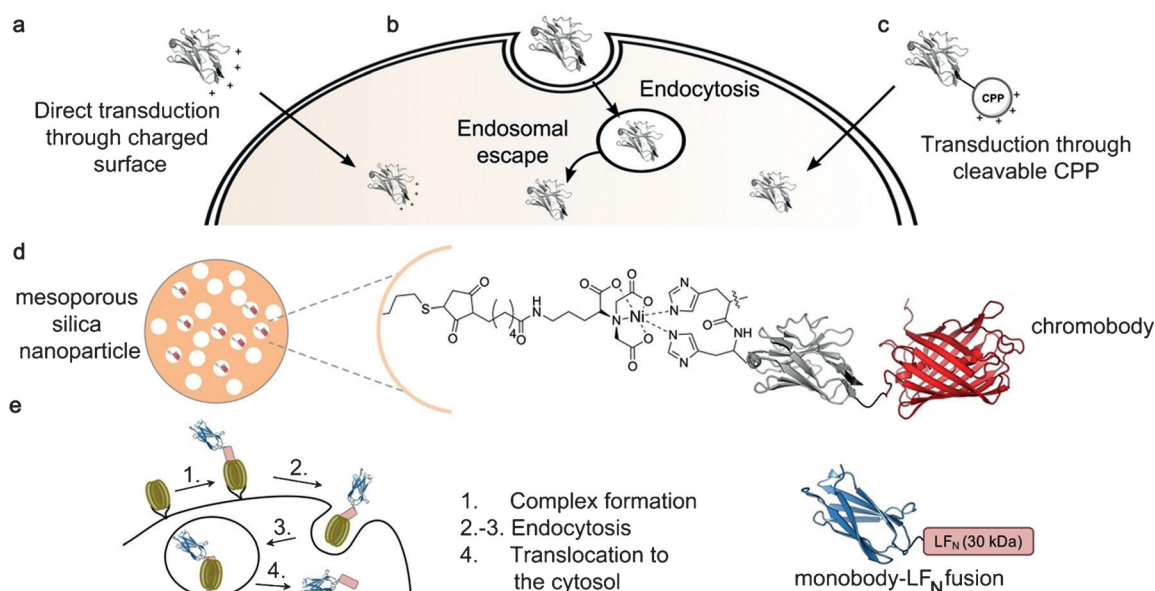 a
b
c
+
+
+ + +
Direct transduction
through charged
surface
Endocytosis
Endosomal
escape
CPP
+
+
+ +
Transduction through
cleavable CPP
+
+
+ +
d
mesoporous
silica
nanoparticle
O
S
O
4
H
N
O
O
O
O
N
Ni
O
O
O
N
N
H
N
N
H
O
NH
chromobody
e
1.
2.
3.
4.
1. Complex formation
2.-3. Endocytosis
4. Translocation to
the cytosol
LFN (30 kDa)
monobody-LFN fusion